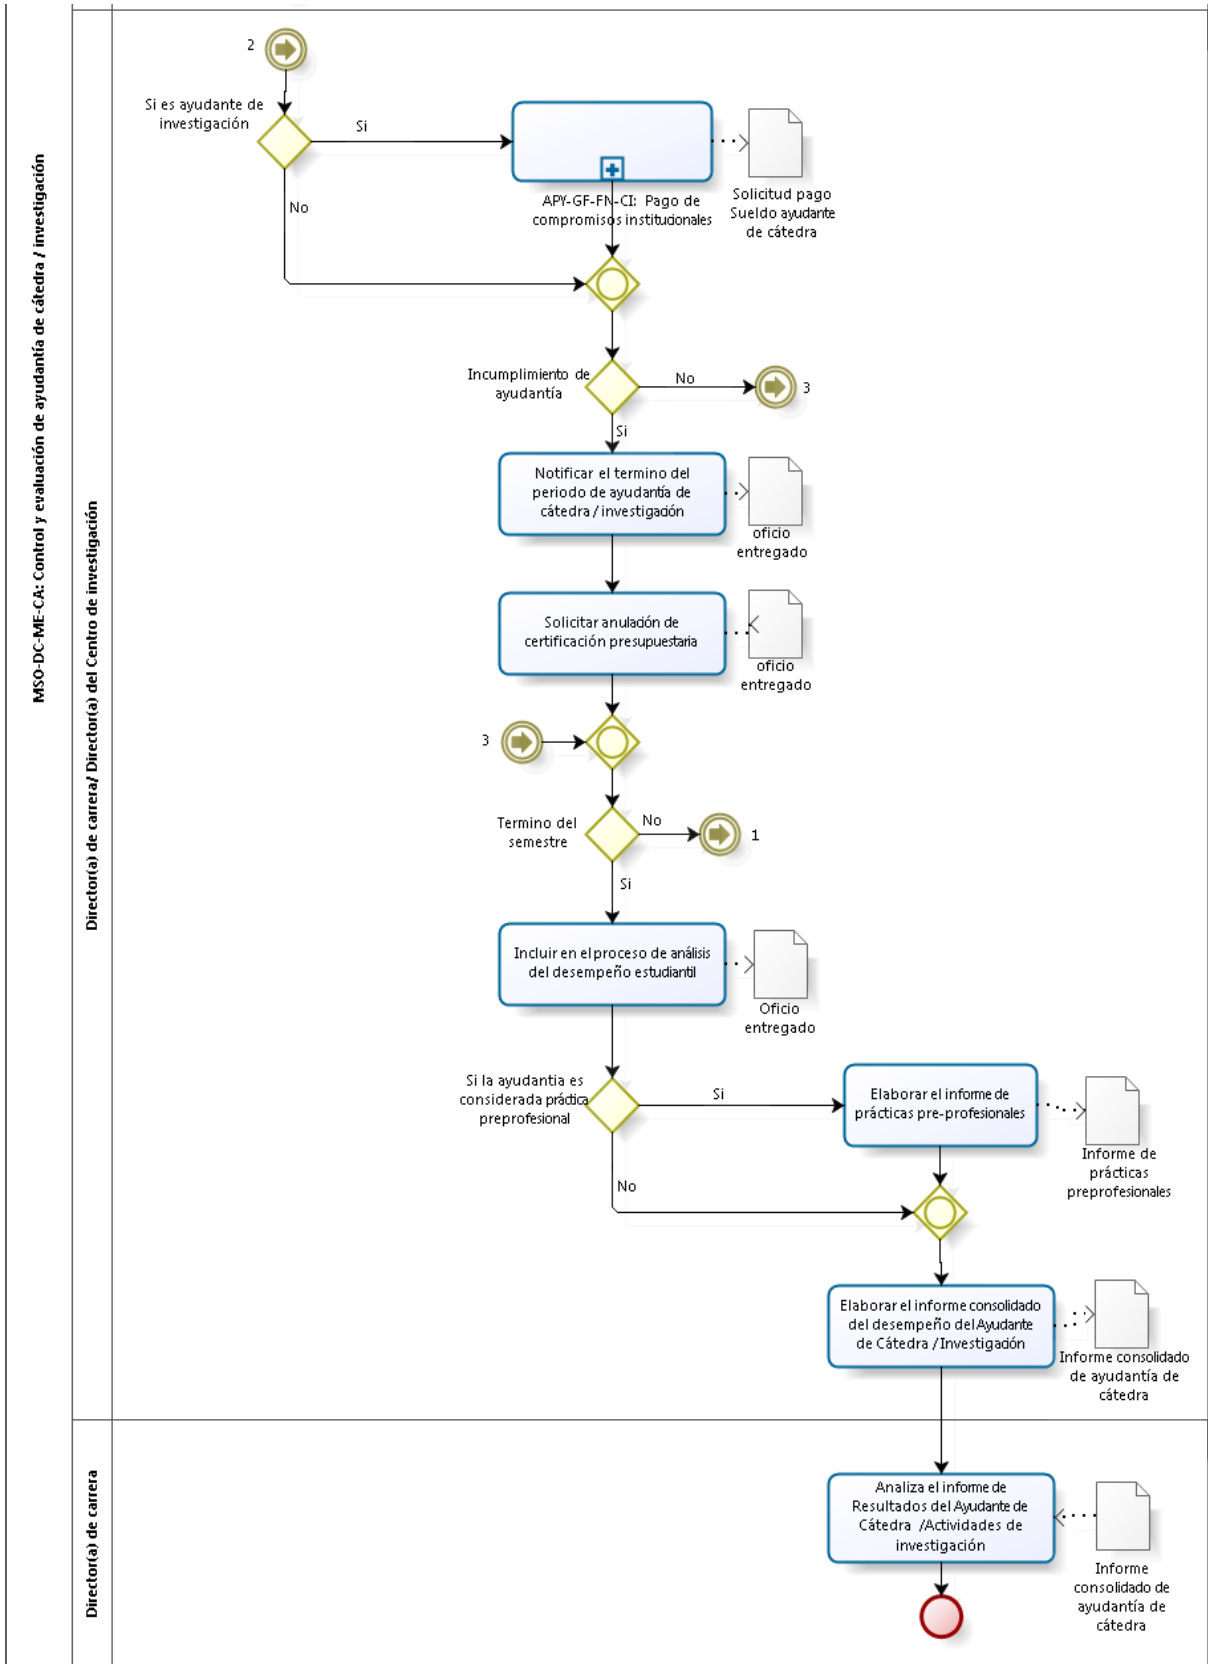 MSO-DC-ME-CA: Control y evaluación de ayudantía de cátedra / investigación
Director(a) de carrera/ Director(a) del Centro de investigación
2
Si es ayudante de
investigación
Si
No
APY-GF-FN-CI: Pago de
compromisos institucionales
Solicitud pago
Sueldo ayudante
de cátedra
Incumplimiento de
ayudantía
No
3
Si
Notificar el termino del
periodo de ayudantía de
cátedra / investigación
oficio
entregado
Solicitar anulación de
certificación presupuestaria
oficio
entregado
3
Termino del
semestre
No
1
Si
Incluir en el proceso de análisis
del desempeño estudiantil
Oficio
entregado
Si la ayudantia es
considerada práctica
preprofesional
Si
No
Elaborar el informe de
prácticas pre-profesionales
Informe de
prácticas
preprofesionales
Elaborar el informe consolidado
del desempeño del Ayudante
de Cátedra / Investigación
Informe consolidado
de ayudantía de
cátedra
Director(a) de carrera
Analiza el informe de
Resultados del Ayudante de
Cátedra /Actividades de
investigación
Informe
consolidado de
ayudantía de
cátedra